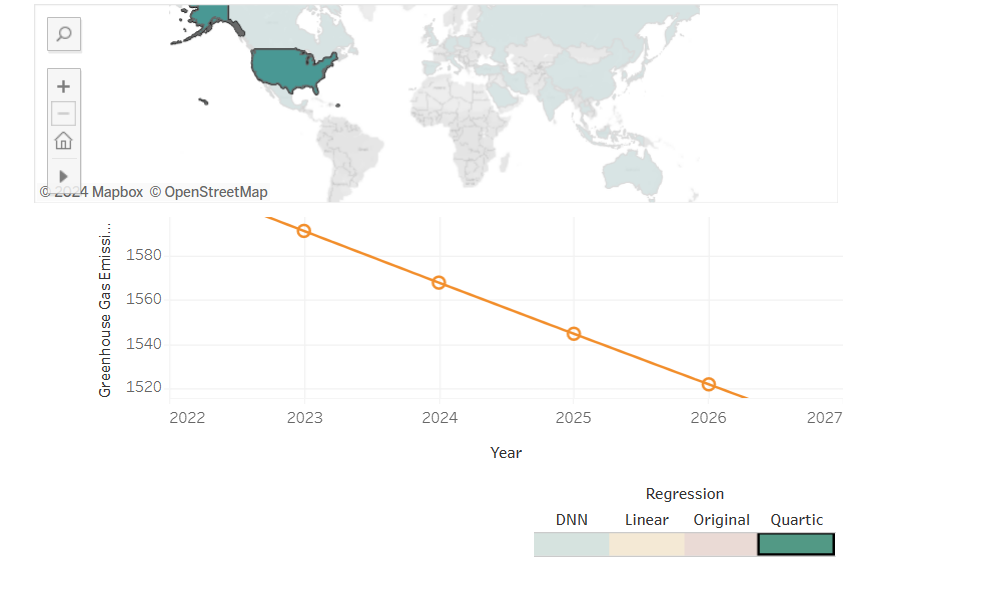 © 2024 Mapbox © OpenStreetMap
Greenhouse Gas Emissi...
1580
1560
1540
1520
2022 2023 2024 2025 2026 2027
Year
Regression
DNN Linear Original Quartic